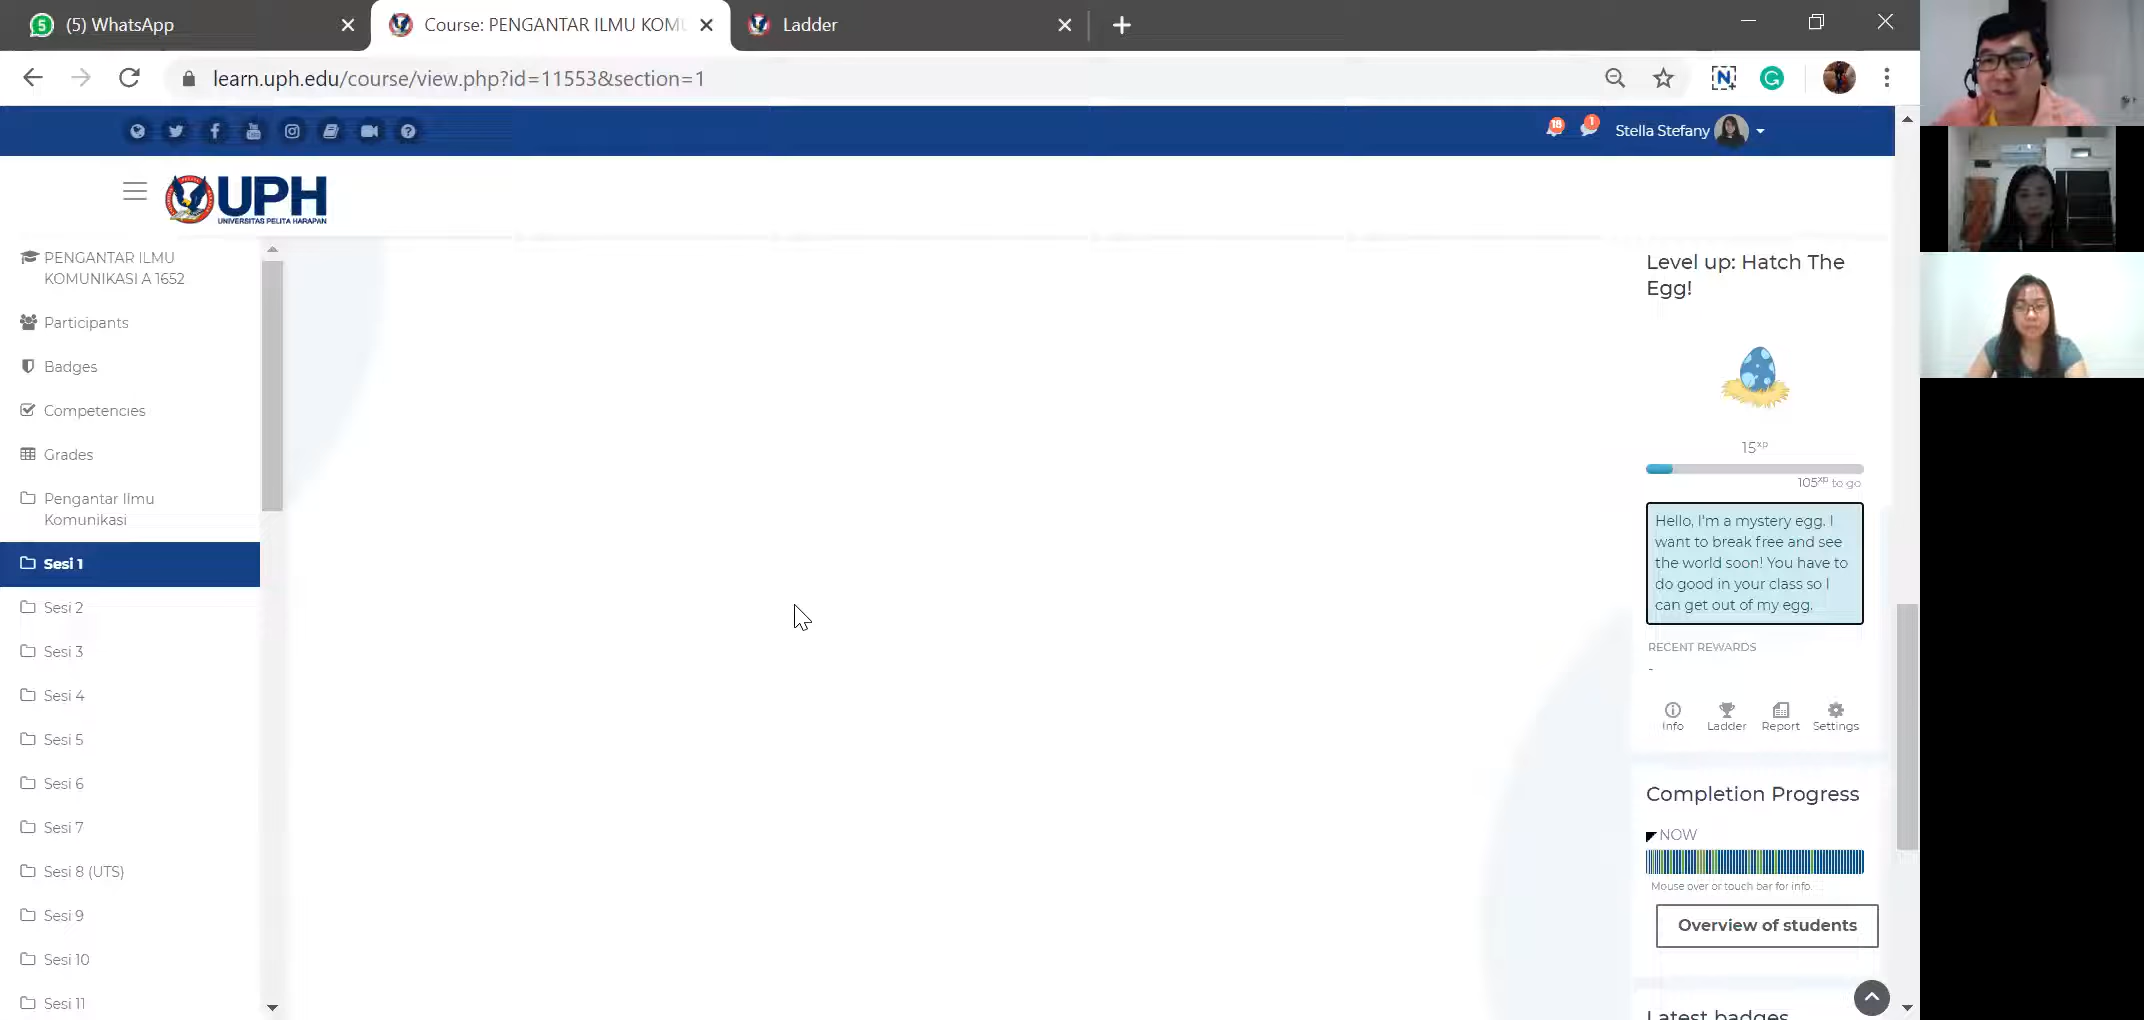 (5) WhatsApp
Course: PENGANTAR ILMU KOMU
Ladder
learn.uph.edu/course/view.php?id=11553&section=1
18
1
Stella Stefany
UPH
UNIVERSITAS PELITA HARAPAN
PENGANTAR ILMU
KOMUNIKASI A 1652
Participants
Badges
Competencies
Grades
Pengantar Ilmu
Komunikasi
Sesi 1
Sesi 2
Sesi 3
Sesi 4
Sesi 5
Sesi 6
Sesi 7
Sesi 8 (UTS)
Sesi 9
Sesi 10
Sesi 11
Level up: Hatch The
Egg!
15xp
105xp to go
Hello, I'm a mystery egg. I
want to break free and see
the world soon! You have to
do good in your class so I
can get out of my egg.
RECENT REWARDS
-
Info Ladder Report Settings
Completion Progress
NOW
Mouse over or touch bar for info.
Overview of students
Latest badges